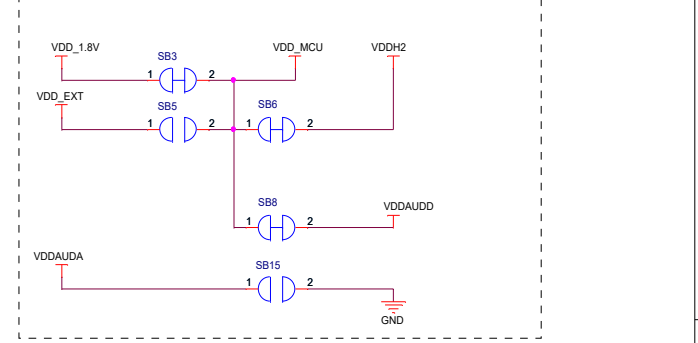 VDD_1.8V
SB3
VDD_MCU
VDDH2
1
2
VDD_EXT
SB5
SB6
1
2
1
2
SB8
VDDAUDD
1
2
VDDAUDA
SB15
1
2
GND